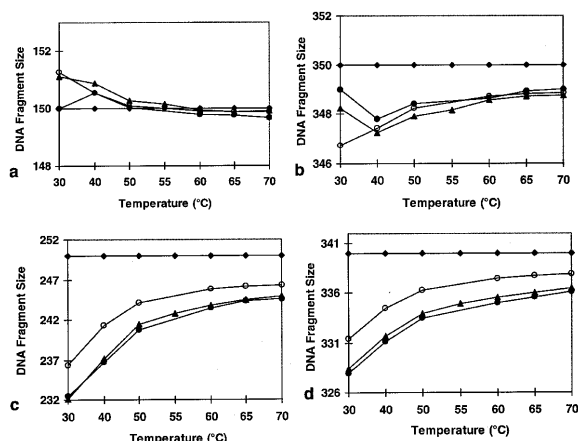 DNA Fragment Size
152
150
148
30 40 50 55 60 65 70
a
Temperature (°C)
DNA Fragment Size
352
350
348
346
30 40 50 55 60 65 70
b
Temperature (°C)
DNA Fragment Size
252
247
242
237
232
30 40 50 55 60 65 70
c
Temperature (°C)
DNA Fragment Size
341
336
331
326
30 40 50 55 60 65 70
d
Temperature (°C)